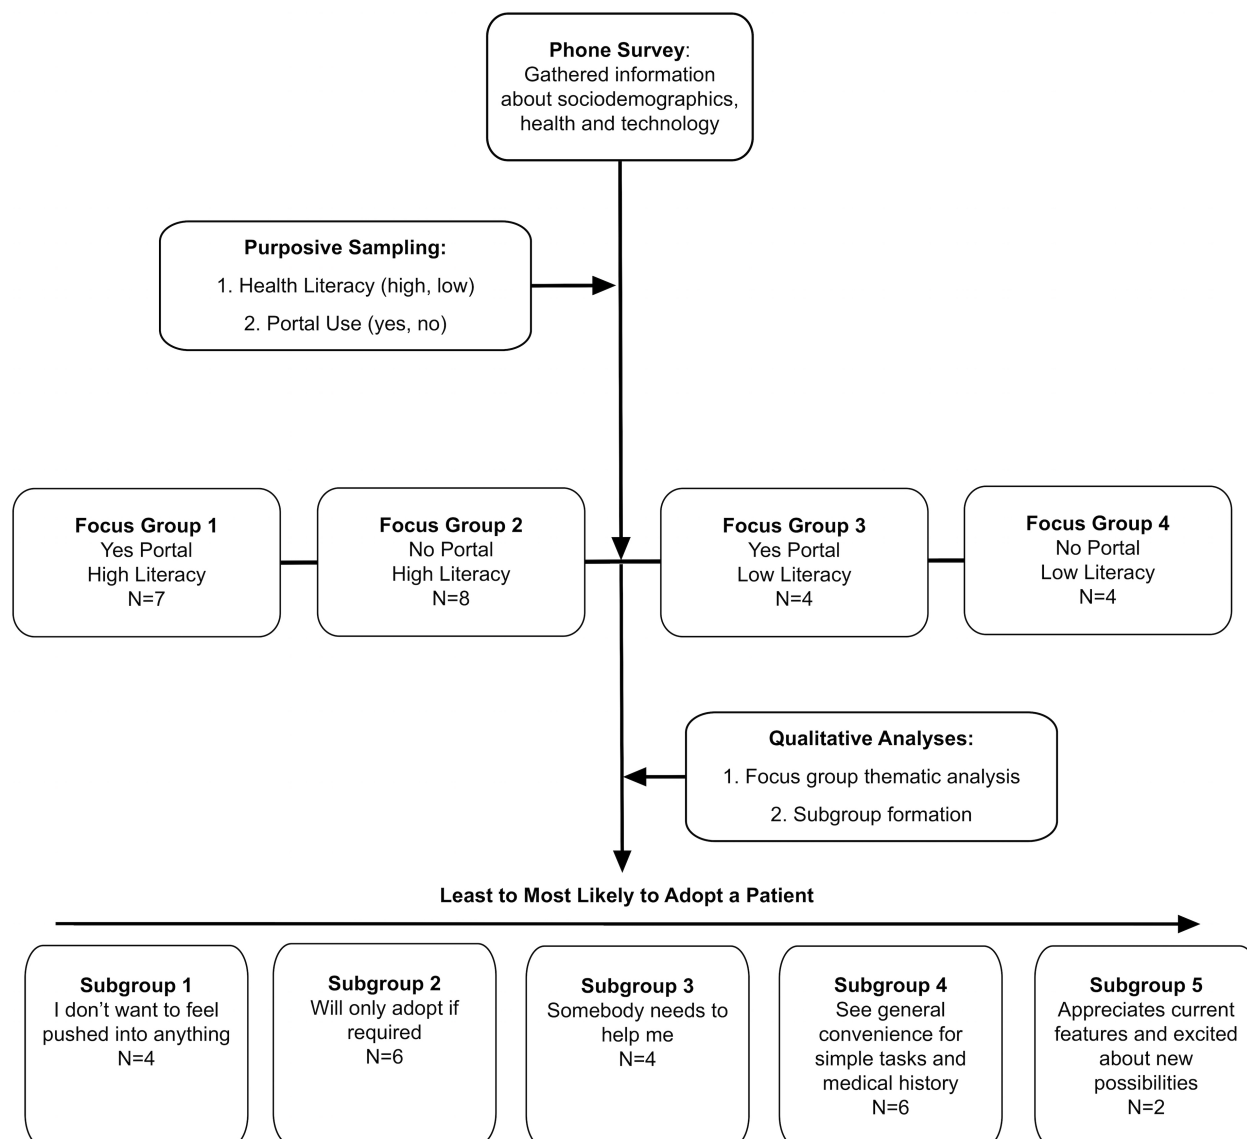 Phone Survey:
Gathered information
about sociodemographics,
health and technology
Purposive Sampling:
1. Health Literacy (high, low)
2. Portal Use (yes, no)
Focus Group 1
Yes Portal
High Literacy
N=7
Focus Group 2
No Portal
High Literacy
N=8
Focus Group 3
Yes Portal
Low Literacy
N=4
Focus Group 4
No Portal
Low Literacy
N=4
Qualitative Analyses:
1. Focus group thematic analysis
2. Subgroup formation
Least to Most Likely to Adopt a Patient
Subgroup 1
I don’t want to feel
pushed into anything
N=4
Subgroup 2
Will only adopt if
required
N=6
Subgroup 3
Somebody needs to
help me
N=4
Subgroup 4
See general
convenience for
simple tasks and
medical history
N=6
Subgroup 5
Appreciates current
features and excited
about new
possibilities
N=2